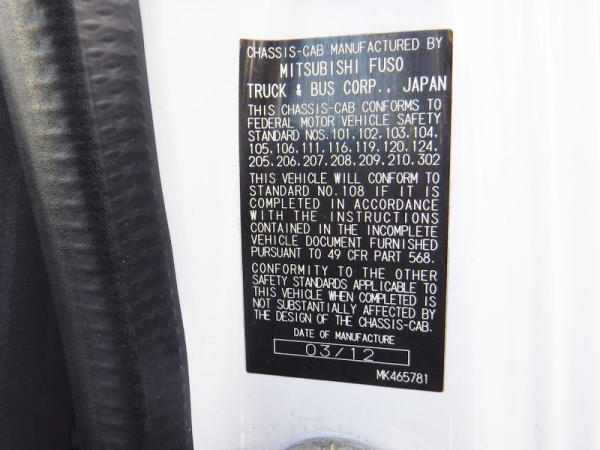 CHASSIS-CAB MANUFACTURED BY
MITSUBISHI FUSO
TRUCK & BUS CORP., JAPAN
THIS CHASSIS-CAB CONFORMS TO
FEDERAL MOTOR VEHICLE SAFETY
STANDARD NOS. 101, 102, 103, 104,
105, 106, 111, 116, 119, 120, 124,
205, 206, 207, 208, 209, 210, 302
THIS VEHICLE WILL CONFORM TO
STANDARD NO. 108 IF IT IS
COMPLETED IN ACCORDANCE
WITH THE INSTRUCTIONS
CONTAINED IN THE INCOMPLETE
VEHICLE DOCUMENT FURNISHED
PURSUANT TO 49 CFR PART 568.
CONFORMITY TO THE OTHER
SAFETY STANDARDS APPLICABLE TO
THIS VEHICLE WHEN COMPLETED IS
NOT SUBSTANTIALLY AFFECTED BY
THE DESIGN OF THE CHASSIS-CAB.
DATE OF MANUFACTURE
03/12
MK465781